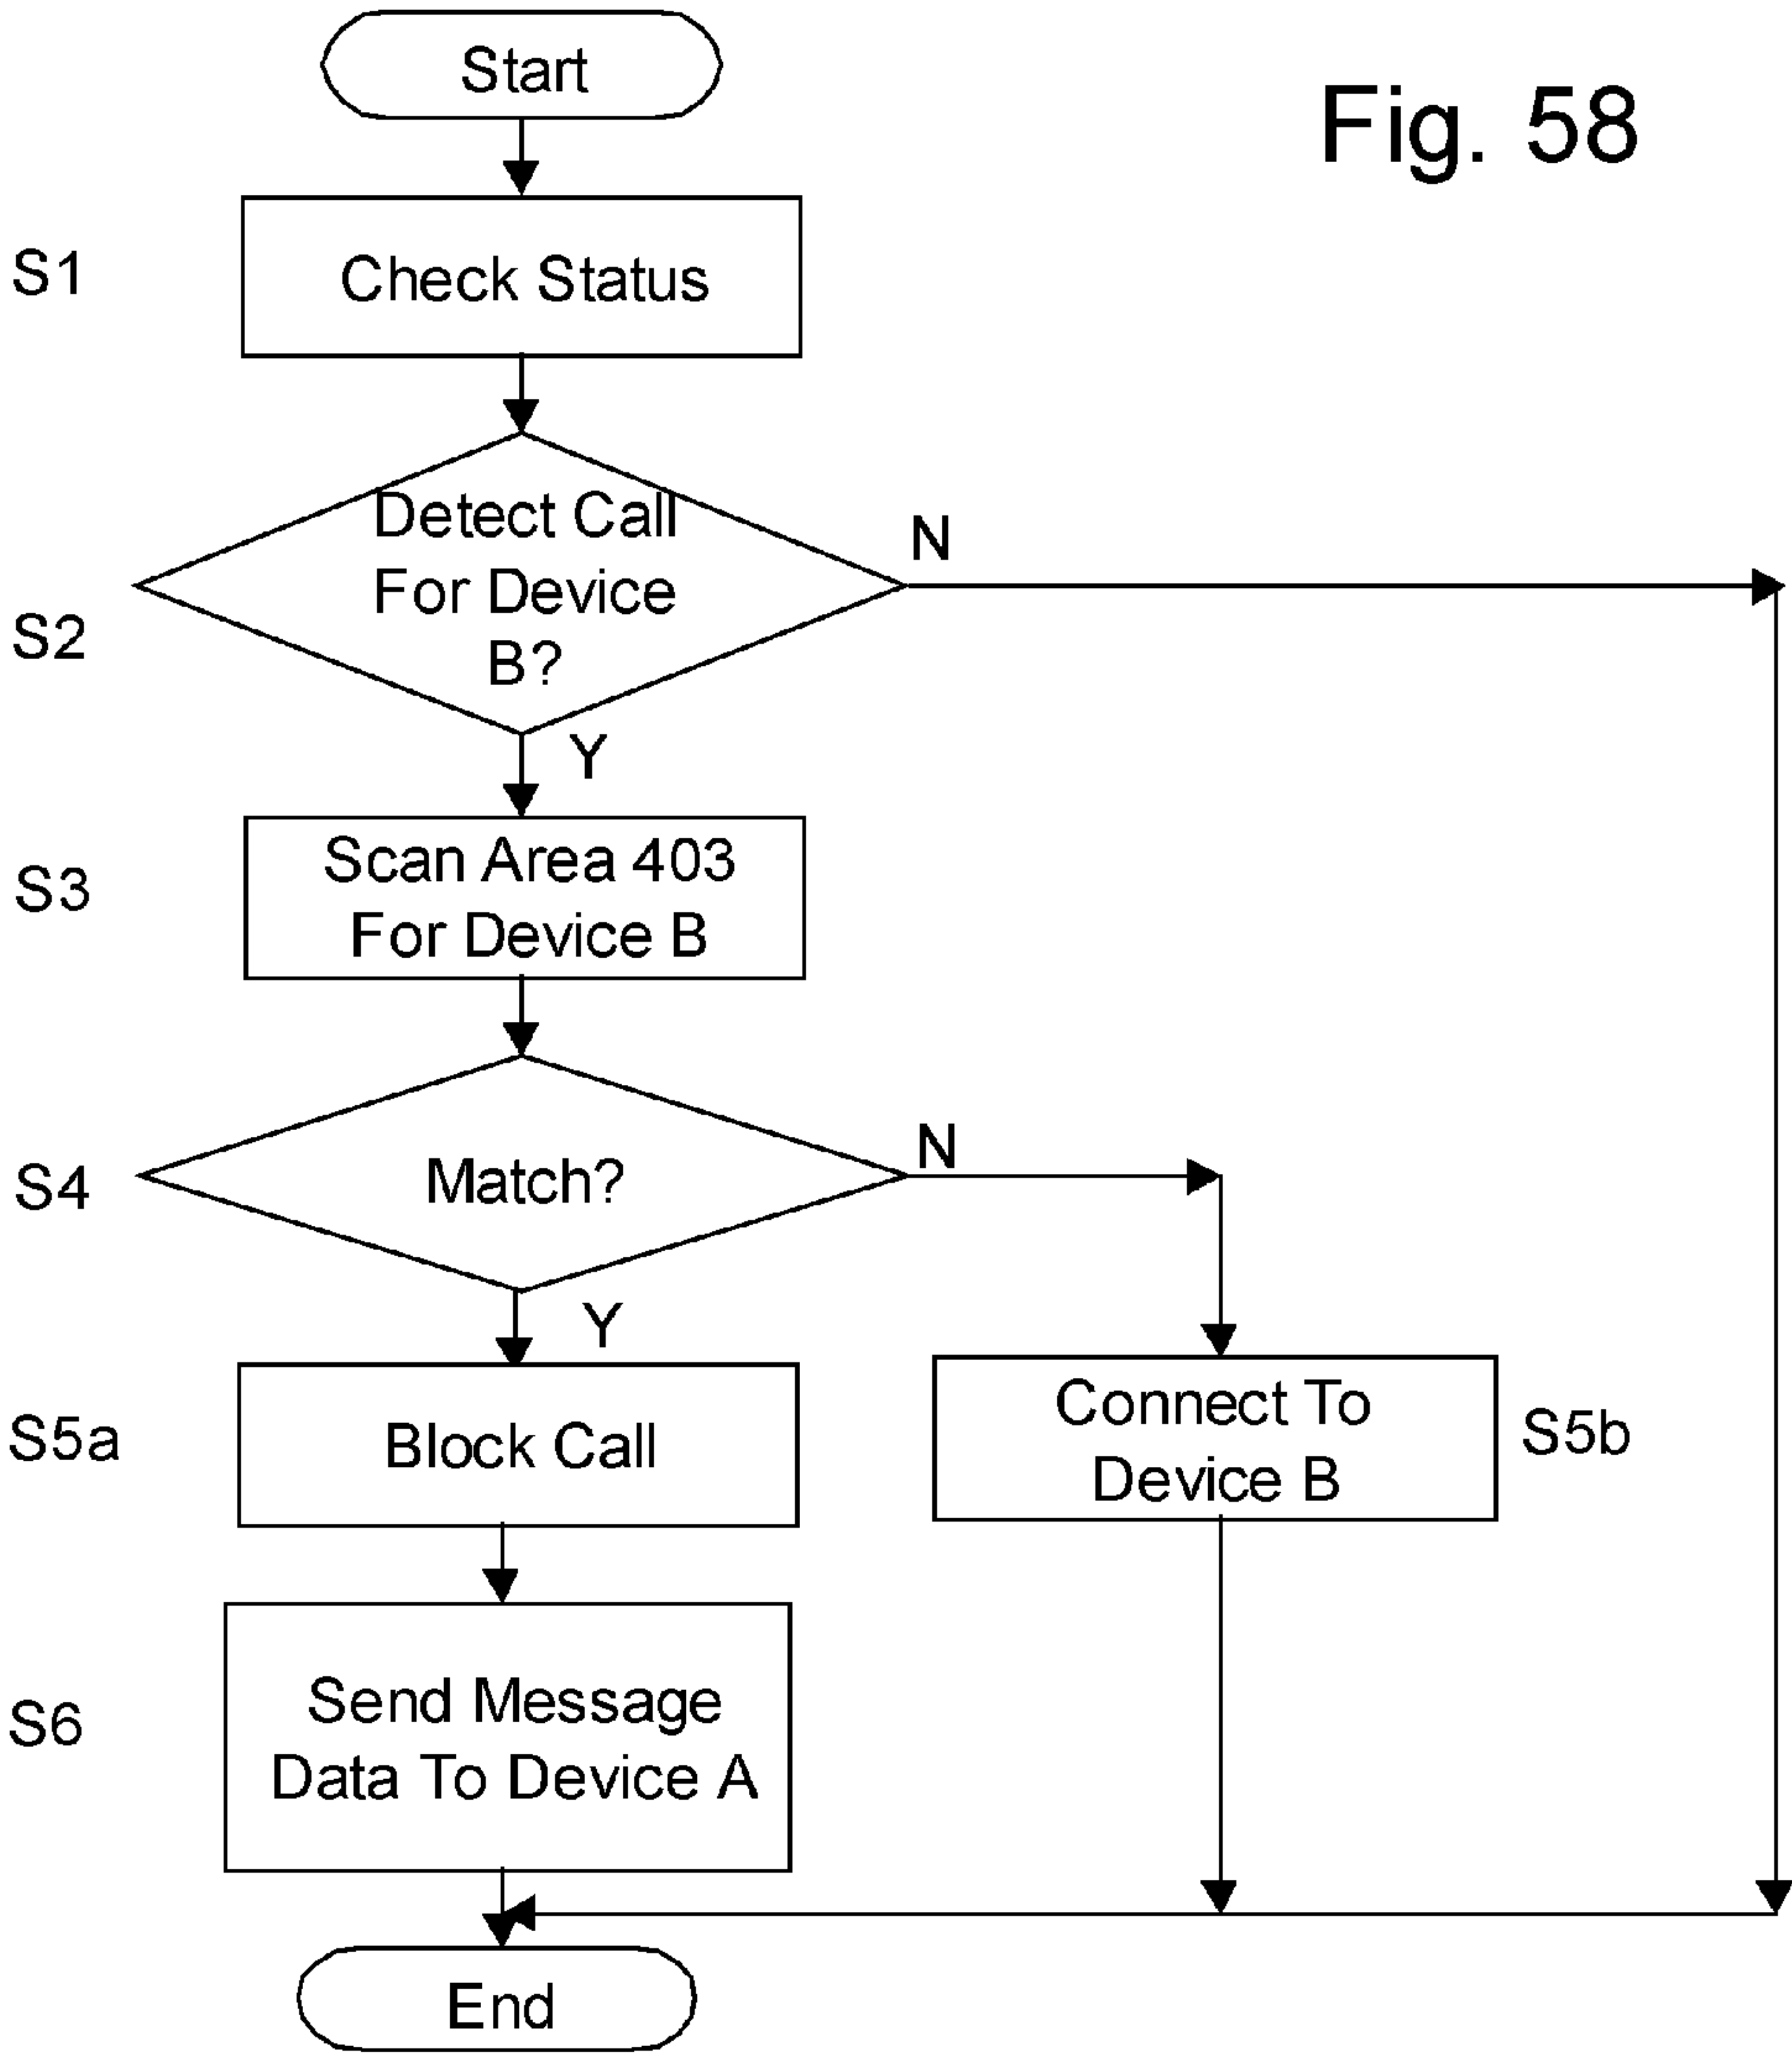 Start
Fig. 58
S1
Check Status
Detect Call
For Device
B?
N
S2
Y
S3
Scan Area 403
For Device B
S4
Match?
N
Y
S5a
Block Call
Connect To
Device B
S5b
S6
Send Message
Data To Device A
End